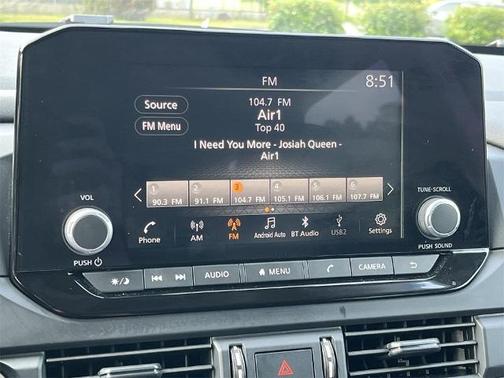 FM
8:51
Source
104.7 FM
Air1
FM Menu
Top 40
I Need You More - Josiah Queen -
Air1
VOL
TUNE·SCROLL
1 2 3 4 5 6
90.3 FM 91.1 FM 104.7 FM 105.1 FM 106.1 FM 107.7 FM
Phone AM FM Android Auto BT Audio USB2 Settings
PUSH
PUSH SOUND
AUDIO MENU CAMERA